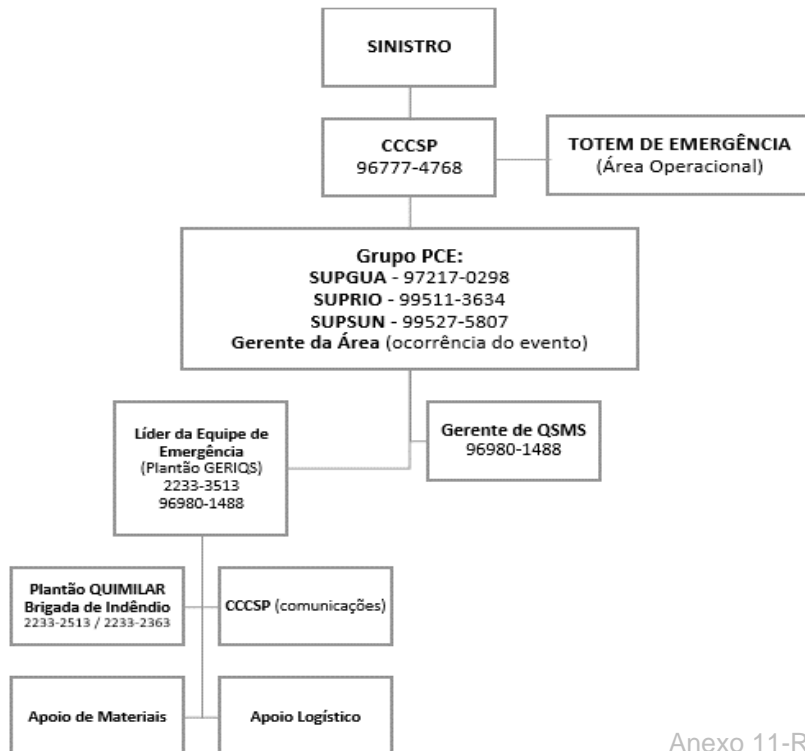 SINISTRO
CCCSP
96777-4768
TOTEM DE EMERGÊNCIA
(Área Operacional)
Grupo PCE:
SUPGUA - 97217-0298
SUPRIO - 99511-3634
SUPSUN - 99527-5807
Gerente da Área (ocorrência do evento)
Líder da Equipe de
Emergência
(Plantão GERIQS)
2233-3513
96980-1488
Gerente de QSMS
96980-1488
Plantão QUIMILAR
Brigada de Indêndio
2233-2513 / 2233-2363
CCCSP (comunicações)
Apoio de Materiais
Apoio Logístico
Anexo 11-R